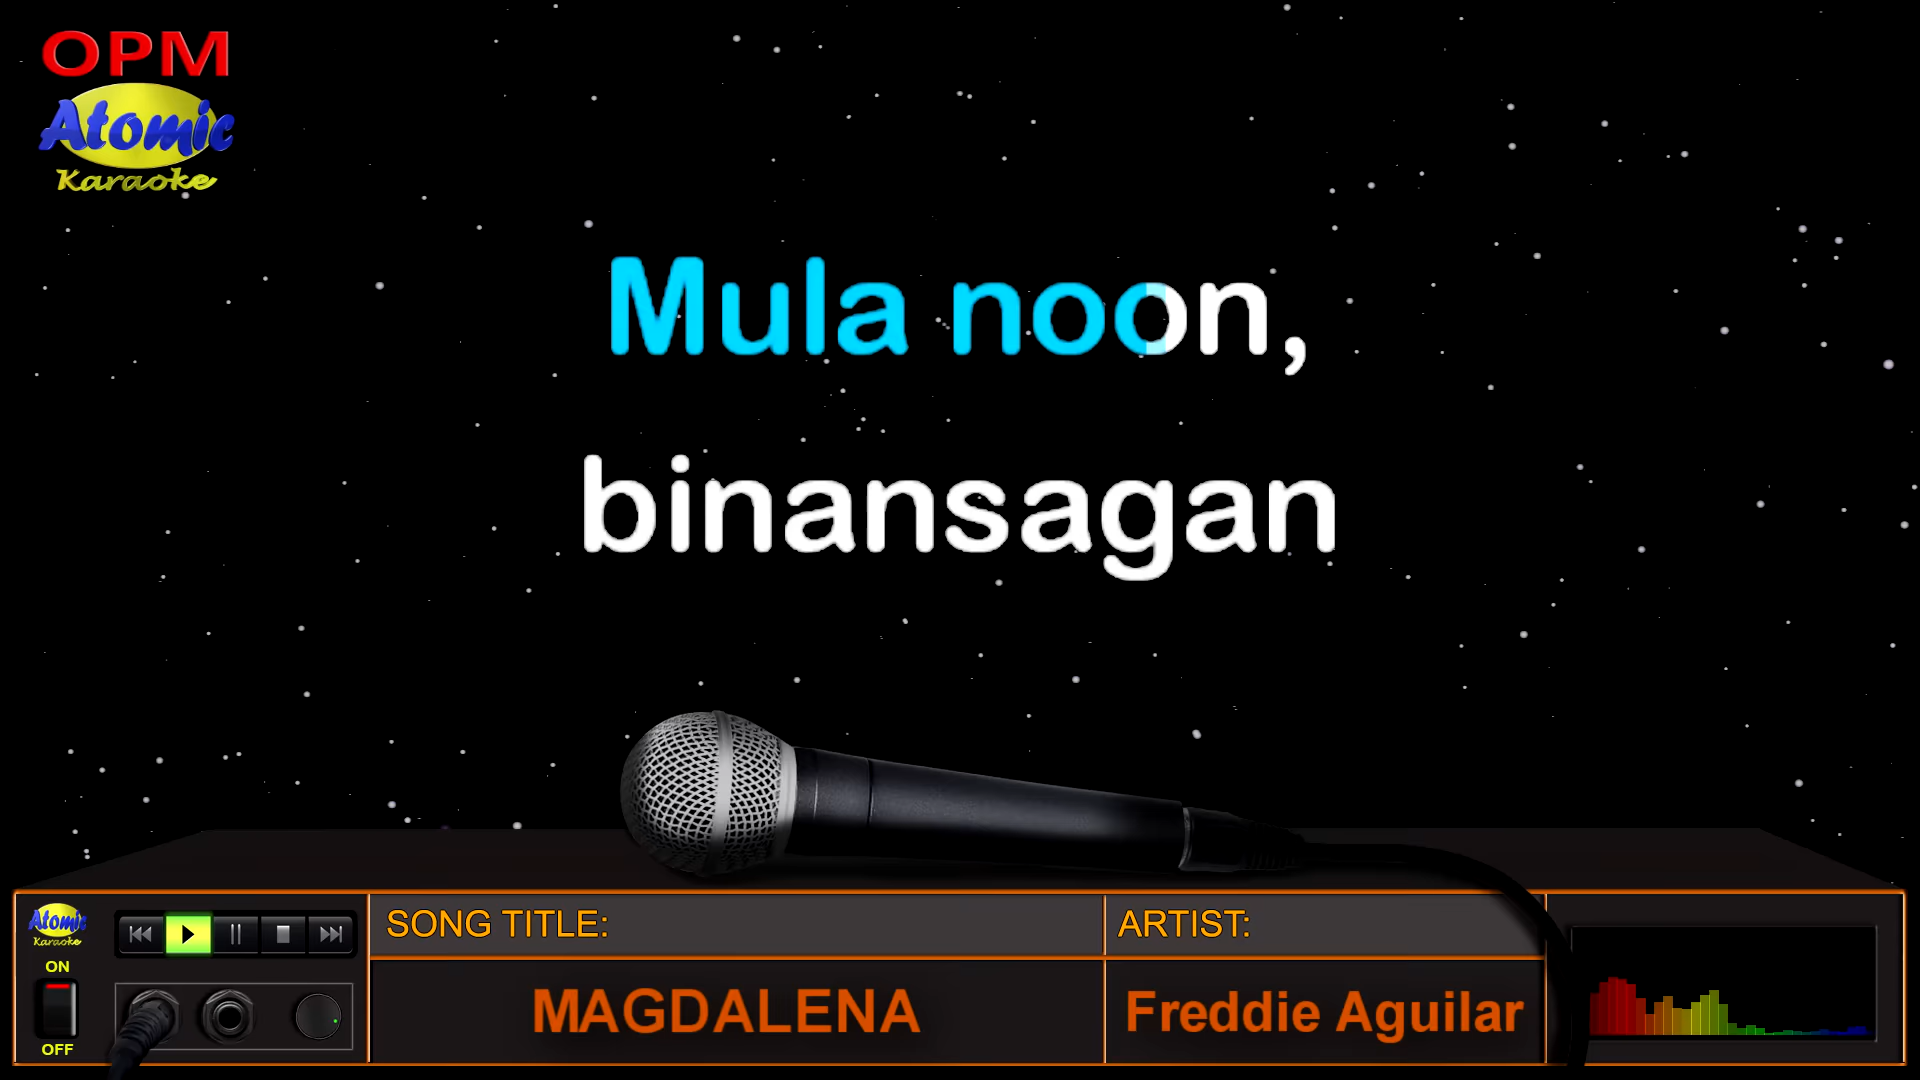 OPM
Atomic
Karaoke
Mula noon,
binansagan
Atomic
Karaoke
ON
OFF
SONG TITLE:
MAGDALENA
ARTIST:
Freddie Aguilar